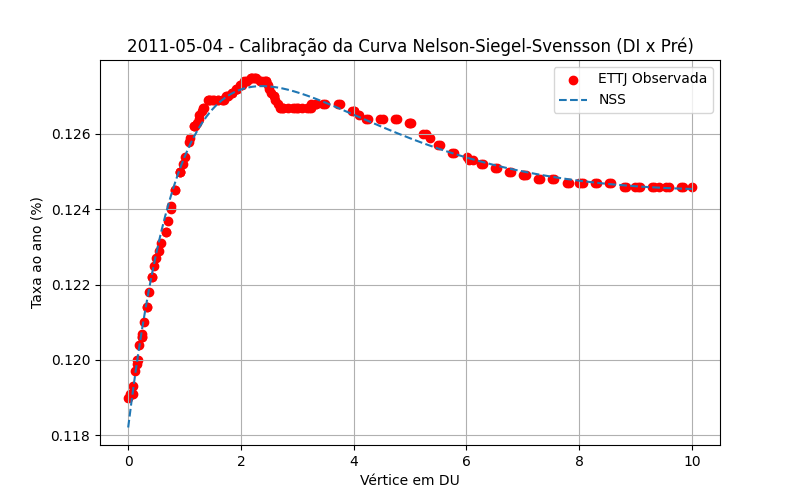 2011-05-04 - Calibração da Curva Nelson-Siegel-Svensson (DI x Pré)
ETTJ Observada
NSS
Taxa ao ano (%)
0.126
0.124
0.122
0.120
0.118
0 2 4 6 8 10
Vértice em DU